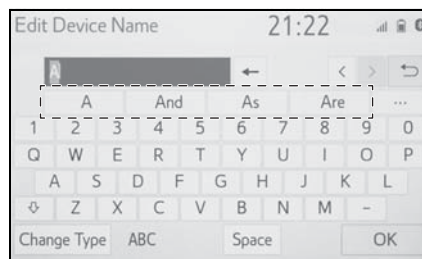 Edit Device Name 21:22
A ← < >
A And As Are ...
1 2 3 4 5 6 7 8 9 0
Q W E R T Y U I O P
A S D F G H J K L
Z X C V B N M -
Change Type ABC Space OK